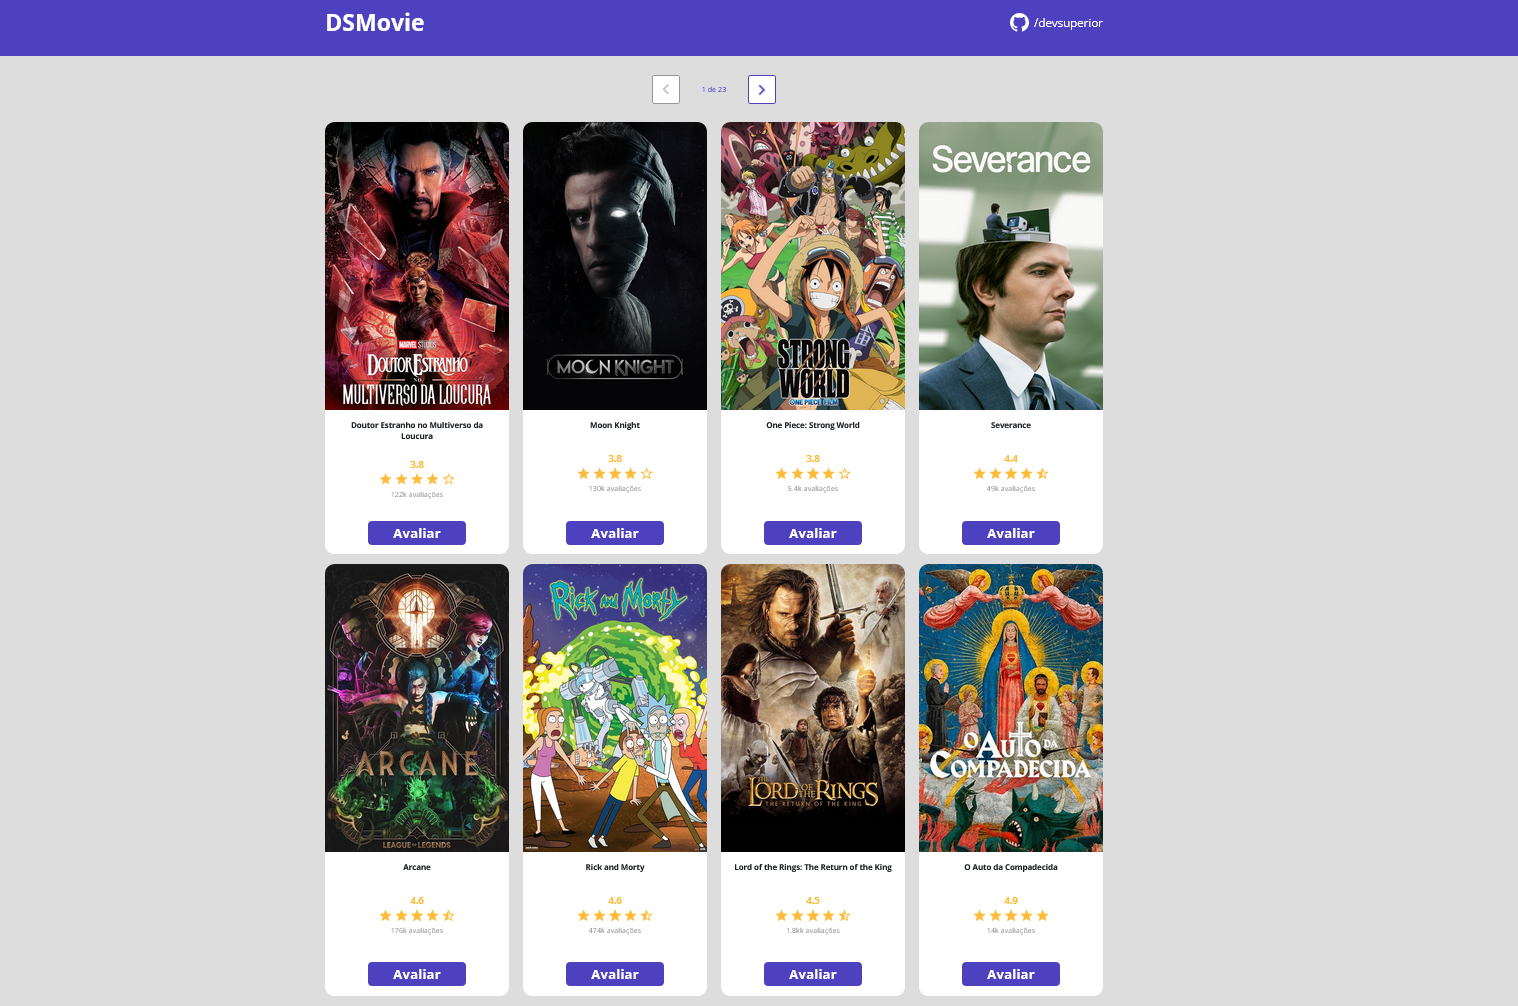 DSMovie
/devsuperior
1 de 23
MARVEL STUDIOS
DOUTOR ESTRANHO
NO
MULTIVERSO DA LOUCURA
Doutor Estranho no Multiverso da
Loucura
3.8
122k avaliações
Avaliar
MOON KNIGHT
Moon Knight
3.8
130k avaliações
Avaliar
STRONG
WORLD
ONE PIECE FILM
One Piece: Strong World
3.8
5.4k avaliações
Avaliar
Severance
Severance
4.4
49k avaliações
Avaliar
ARCANE
LEAGUE OF LEGENDS
Arcane
4.6
176k avaliações
Avaliar
RICK AND MORTY
Rick and Morty
4.6
474k avaliações
Avaliar
THE
LORD OF THE RINGS
THE RETURN OF THE KING
Lord of the Rings: The Return of the King
4.5
1.8kk avaliações
Avaliar
O AUTO DA
COMPADECIDA
O Auto da Compadecida
4.9
14k avaliações
Avaliar